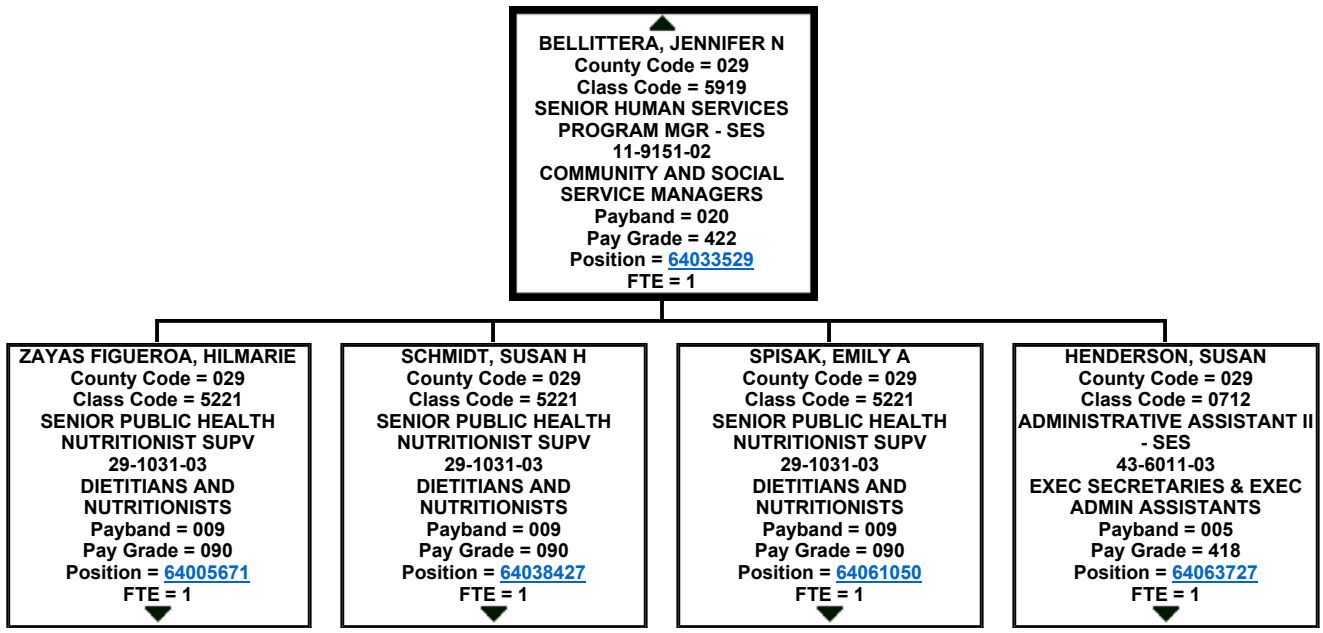 BELLITTERA, JENNIFER N
County Code = 029
Class Code = 5919
SENIOR HUMAN SERVICES
PROGRAM MGR - SES
11-9151-02
COMMUNITY AND SOCIAL
SERVICE MANAGERS
Payband = 020
Pay Grade = 422
Position = 64033529
FTE = 1
ZAYAS FIGUEROA, HILMARIE
County Code = 029
Class Code = 5221
SENIOR PUBLIC HEALTH
NUTRITIONIST SUPV
29-1031-03
DIETITIANS AND
NUTRITIONISTS
Payband = 009
Pay Grade = 090
Position = 64005671
FTE = 1
SCHMIDT, SUSAN H
County Code = 029
Class Code = 5221
SENIOR PUBLIC HEALTH
NUTRITIONIST SUPV
29-1031-03
DIETITIANS AND
NUTRITIONISTS
Payband = 009
Pay Grade = 090
Position = 64038427
FTE = 1
SPISAK, EMILY A
County Code = 029
Class Code = 5221
SENIOR PUBLIC HEALTH
NUTRITIONIST SUPV
29-1031-03
DIETITIANS AND
NUTRITIONISTS
Payband = 009
Pay Grade = 090
Position = 64061050
FTE = 1
HENDERSON, SUSAN
County Code = 029
Class Code = 0712
ADMINISTRATIVE ASSISTANT II
- SES
43-6011-03
EXEC SECRETARIES & EXEC
ADMIN ASSISTANTS
Payband = 005
Pay Grade = 418
Position = 64063727
FTE = 1